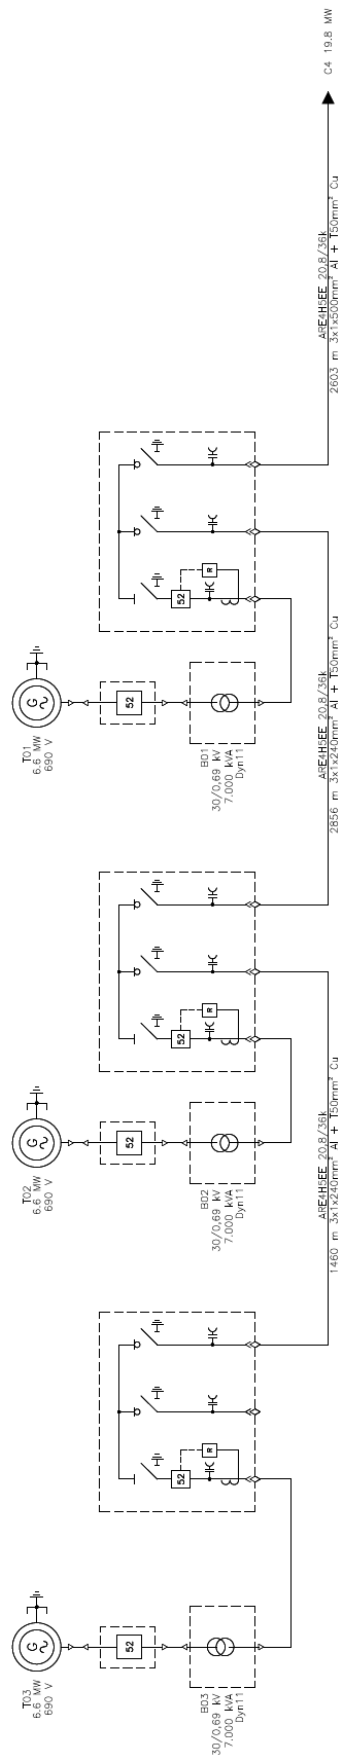 C4 19.8 MW
ARE4H5EE 20,8/36k
2603 m 3x1x500mm² Al + T50mm² Cu
R
52
T01
6.6 MW
690 V
G
52
B01
30/0,69 kV
7.000 kVA
Dyn11
ARE4H5EE 20,8/36k
2856 m 3x1x240mm² Al + T50mm² Cu
R
52
T02
6.6 MW
690 V
G
52
B02
30/0,69 kV
7.000 kVA
Dyn11
ARE4H5EE 20,8/36k
1460 m 3x1x240mm² Al + T50mm² Cu
R
52
T03
6.6 MW
690 V
G
52
B03
30/0,69 kV
7.000 kVA
Dyn11